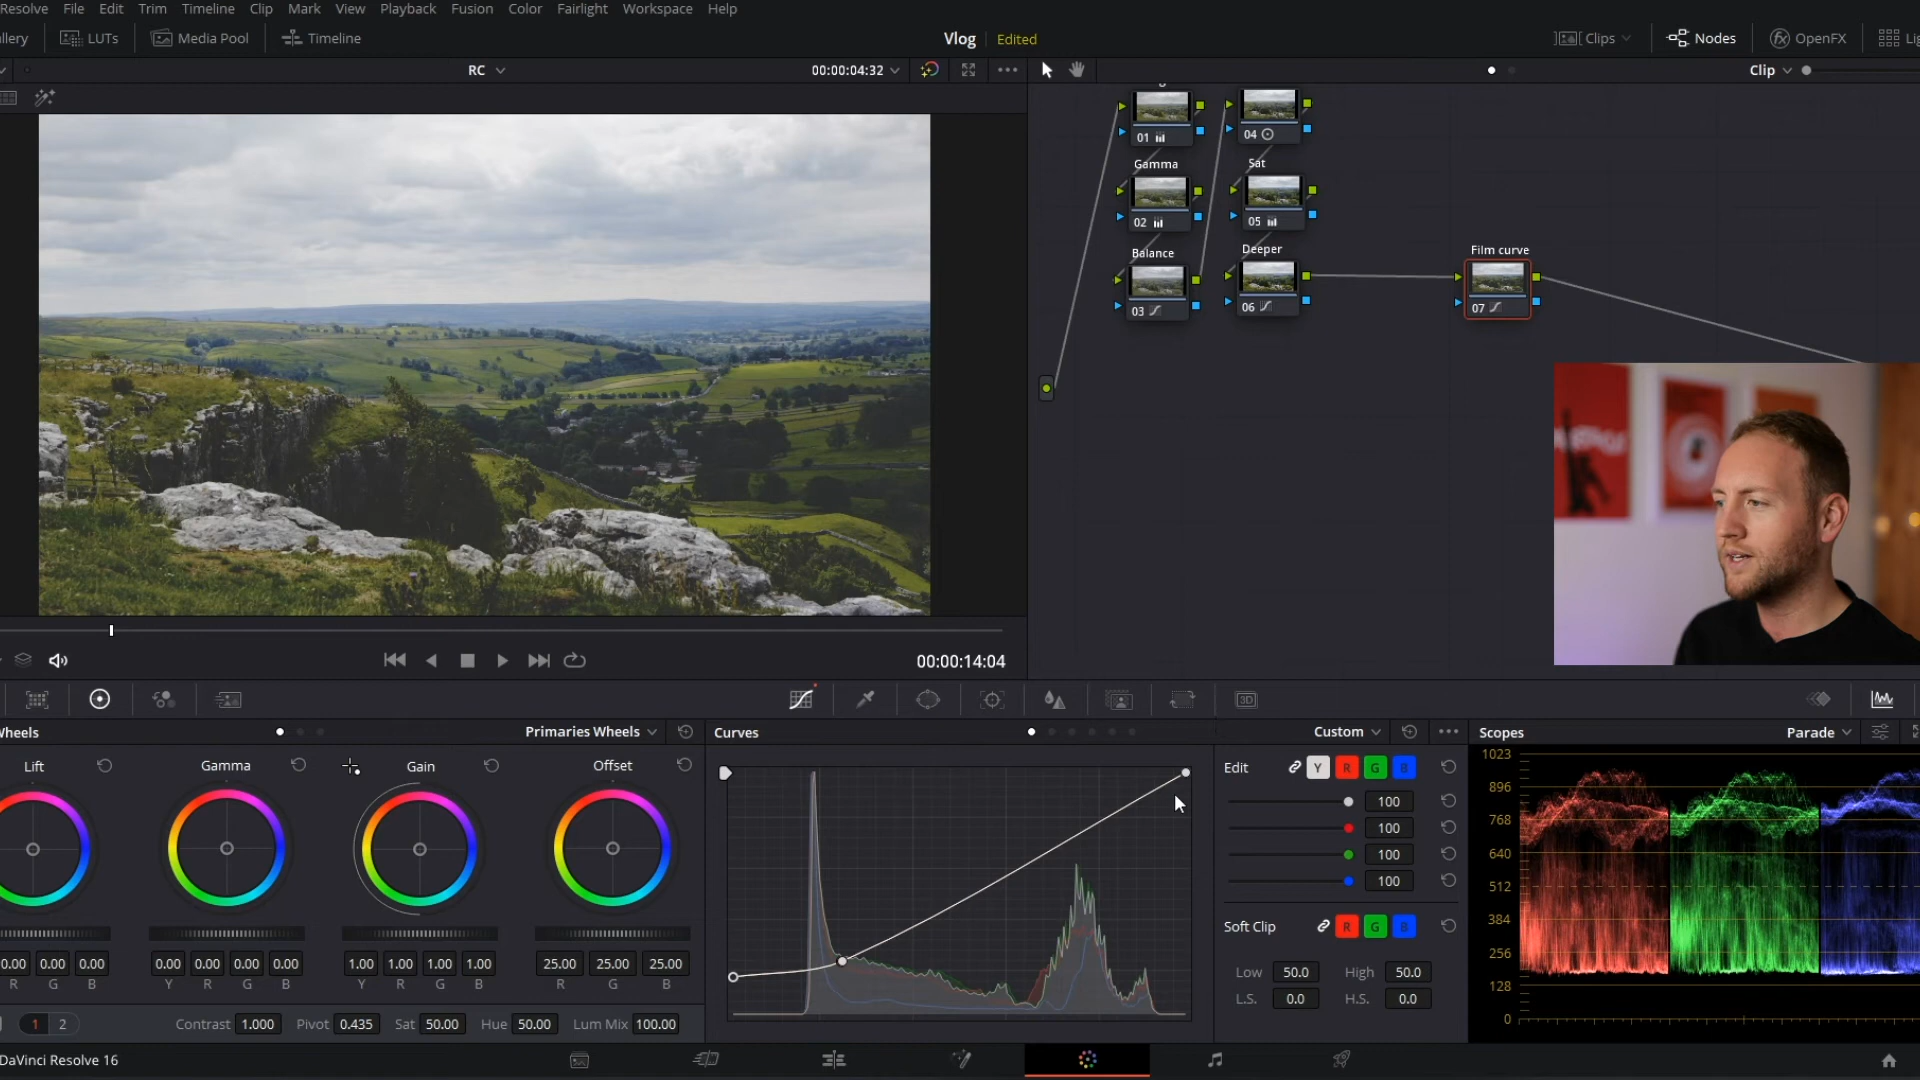 Resolve File Edit Trim Timeline Clip Mark View Playback Fusion Color Fairlight Workspace Help
llery LUTs Media Pool Timeline Vlog Edited Clips Nodes OpenFX Lig
RC 00:00:04:32 Clip
01 04
Gamma Sat
02 05
Balance Deeper Film curve
03 06 07
00:00:14:04
Wheels Primaries Wheels Curves Custom Scopes Parade
Lift Gamma Gain Offset Edit Y R G B
100
100
100
100
Soft Clip R G B
0.00 0.00 0.00 0.00 0.00 0.00 0.00 1.00 1.00 1.00 1.00 25.00 25.00 25.00
R G B Y R G B Y R G B R G B
Low 50.0 High 50.0
L.S. 0.0 H.S. 0.0
1 2 Contrast 1.000 Pivot 0.435 Sat 50.00 Hue 50.00 Lum Mix 100.00
1023
896
768
640
512
384
256
128
0
3D
DaVinci Resolve 16